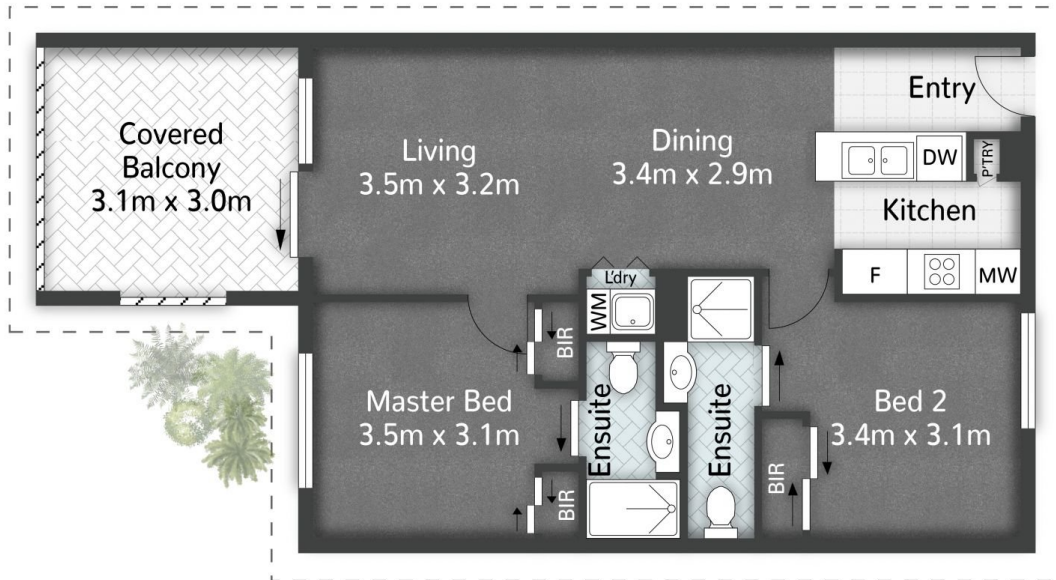 Covered
Balcony
3.1m x 3.0m
Living
3.5m x 3.2m
Dining
3.4m x 2.9m
Entry
DW
P'TRY
Kitchen
F
MW
L'dry
WM
BIR
Master Bed
3.5m x 3.1m
Ensuite
Ensuite
Bed 2
3.4m x 3.1m
BIR
BIR